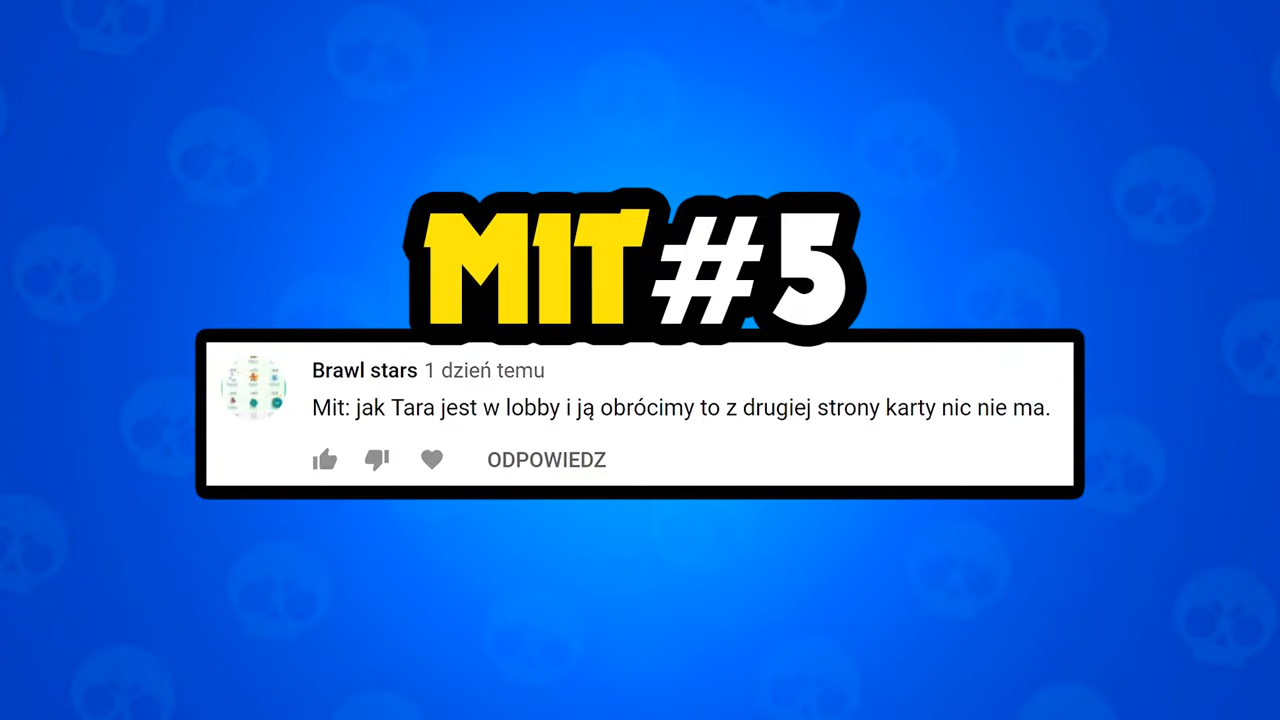 MIT #5
Brawl stars 1 dzień temu
Mit: jak Tara jest w lobby i ją obrócimy to z drugiej strony karty nic nie ma.
ODPOWIEDZ